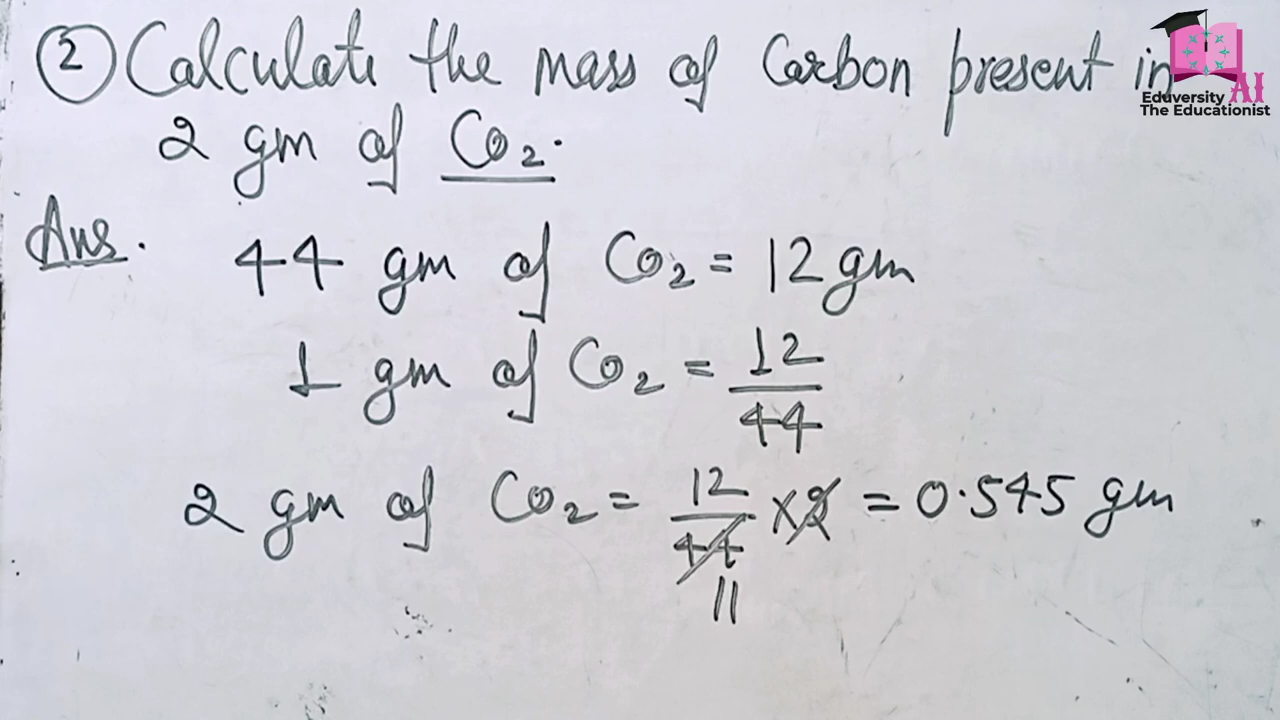 ② Calculate the mass of Carbon present in
2 gm of Co₂.
Ans.
44 gm of Co₂ = 12 gm
1 gm of Co₂ = 12/44
2 gm of Co₂ = 12/44 × 2 = 0.545 gm
11
Eduversity AI
The Educationist